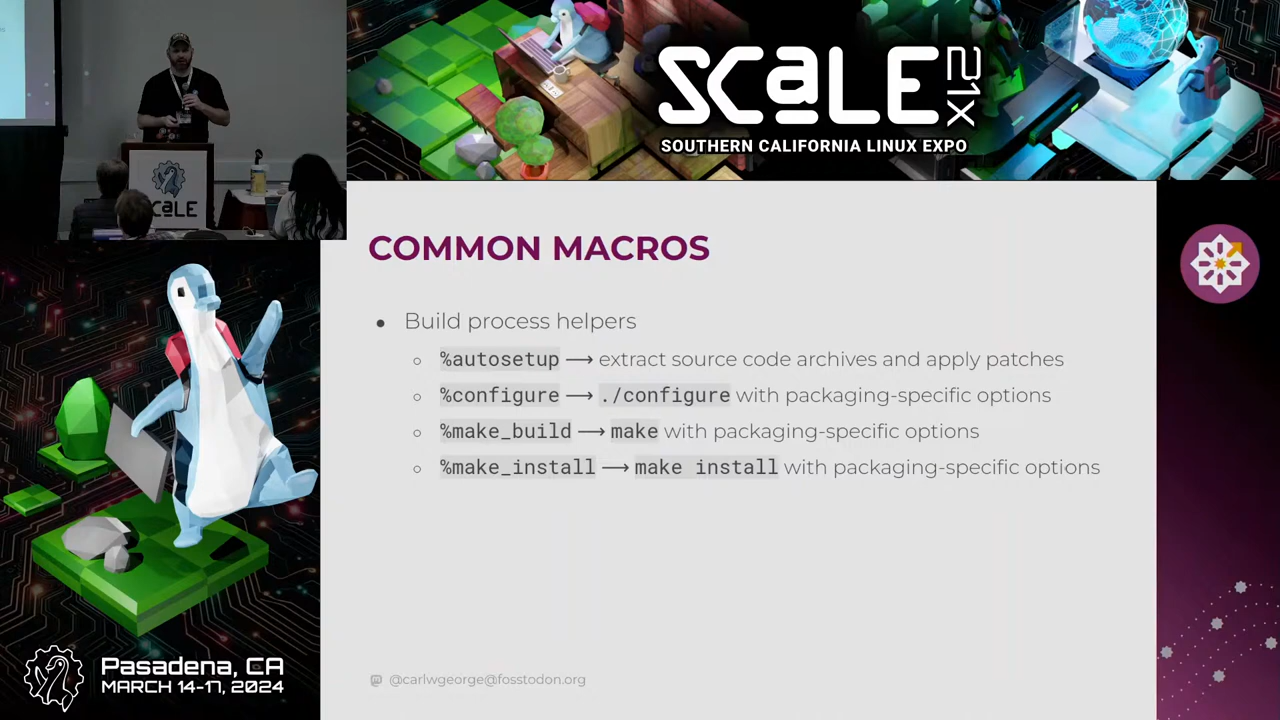 SCALE 21X
SOUTHERN CALIFORNIA LINUX EXPO
SCALE
COMMON MACROS
● Build process helpers
○ %autosetup ⟶ extract source code archives and apply patches
○ %configure ⟶ ./configure with packaging-specific options
○ %make_build ⟶ make with packaging-specific options
○ %make_install ⟶ make install with packaging-specific options
@carlwgeorge@fosstodon.org
Pasadena, CA
MARCH 14-17, 2024